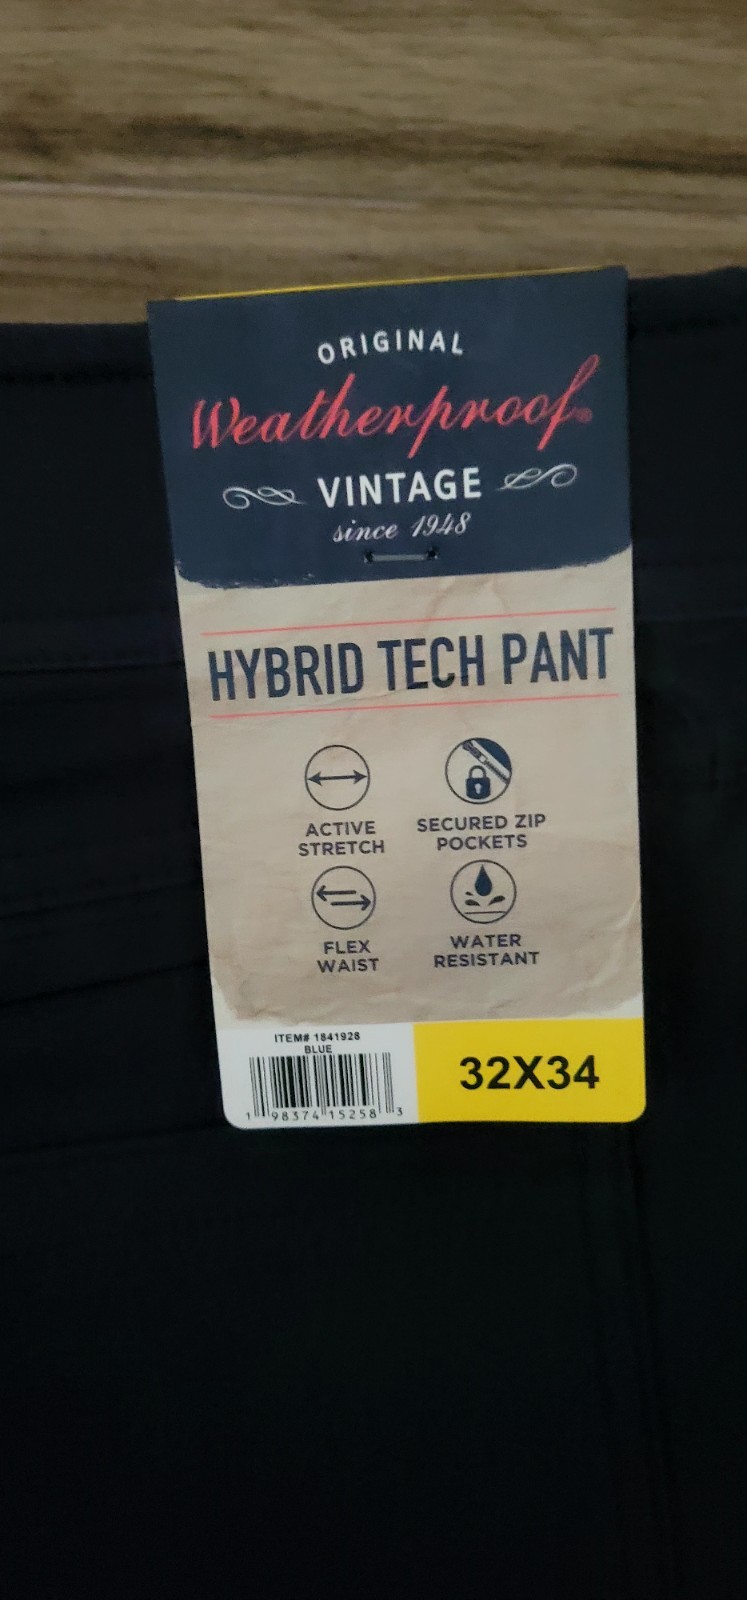 ORIGINAL
Weatherproof®
VINTAGE
since 1948
HYBRID TECH PANT
ACTIVE
STRETCH
SECURED ZIP
POCKETS
FLEX
WAIST
WATER
RESISTANT
ITEM# 1841928
BLUE
1 98374 15258 3
32X34